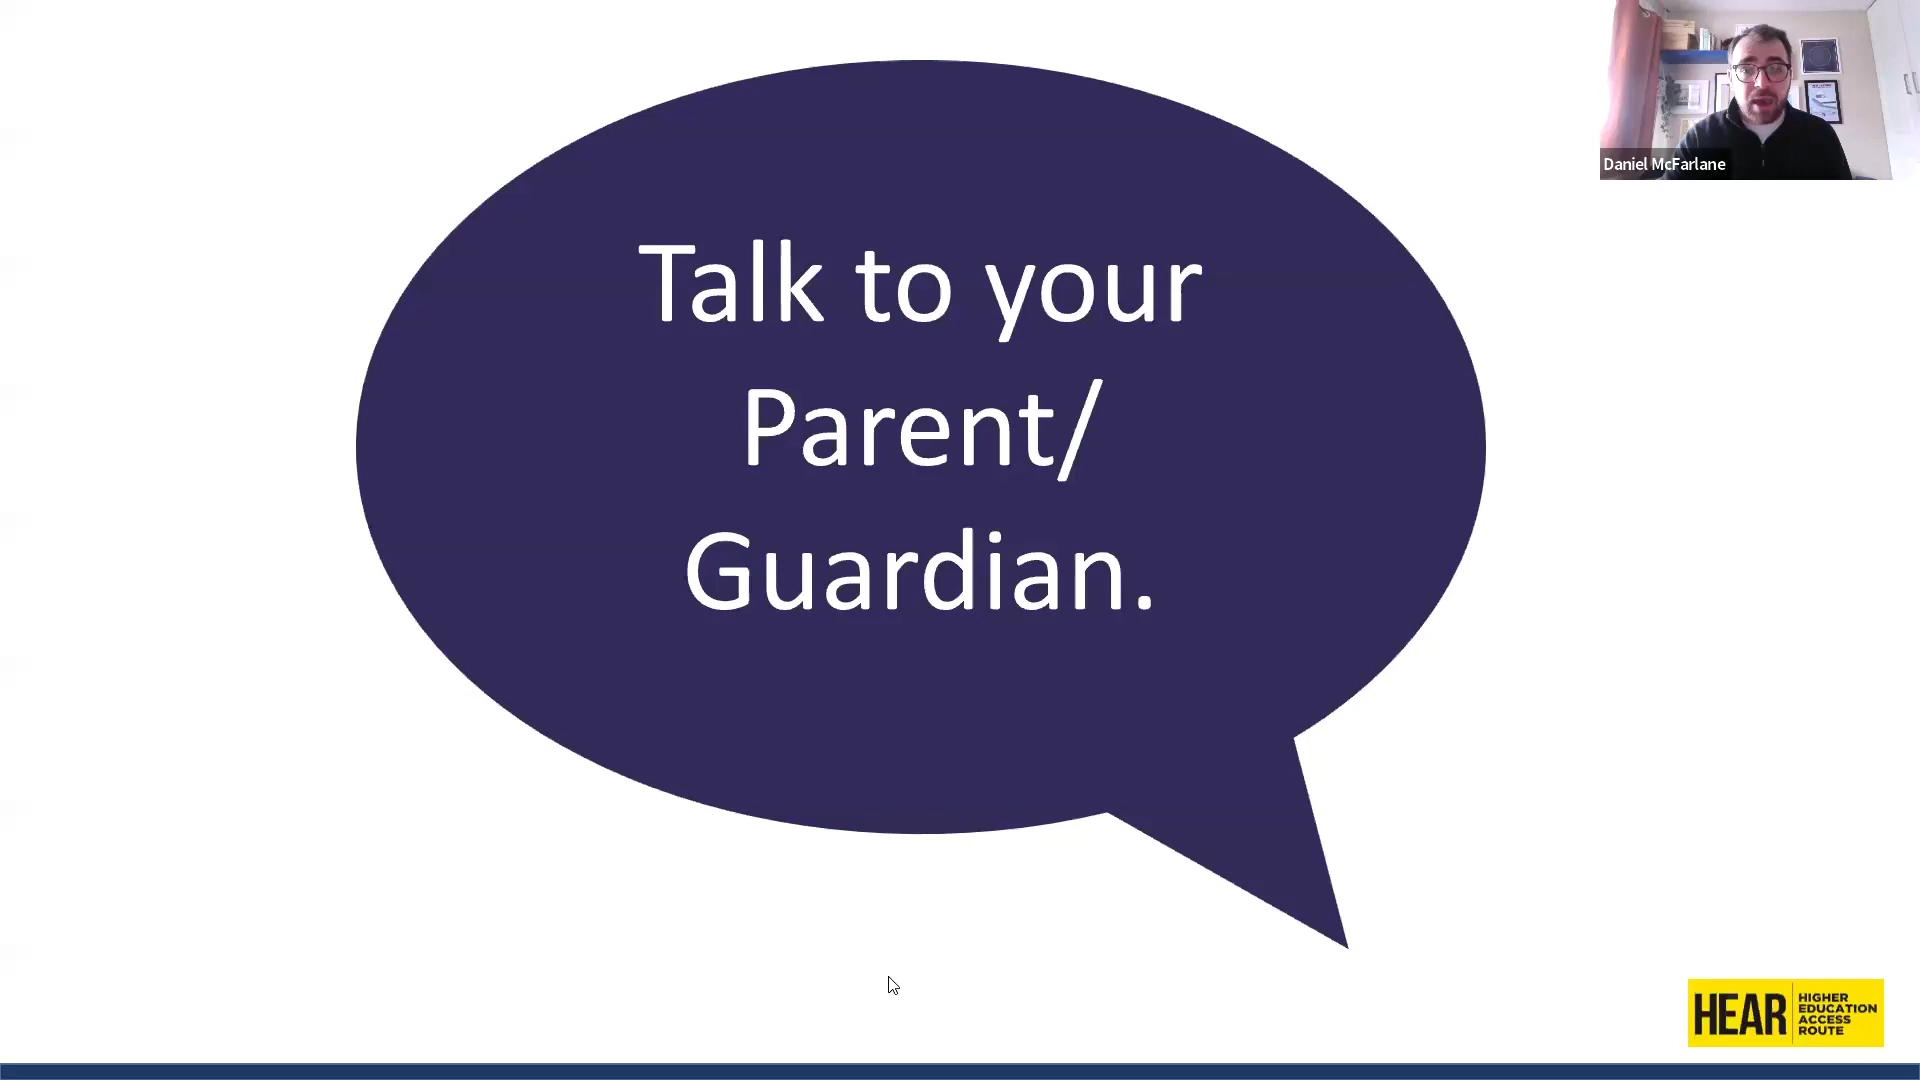 Talk to your
Parent/
Guardian.
Daniel McFarlane
HEAR
HIGHER
EDUCATION
ACCESS
ROUTE